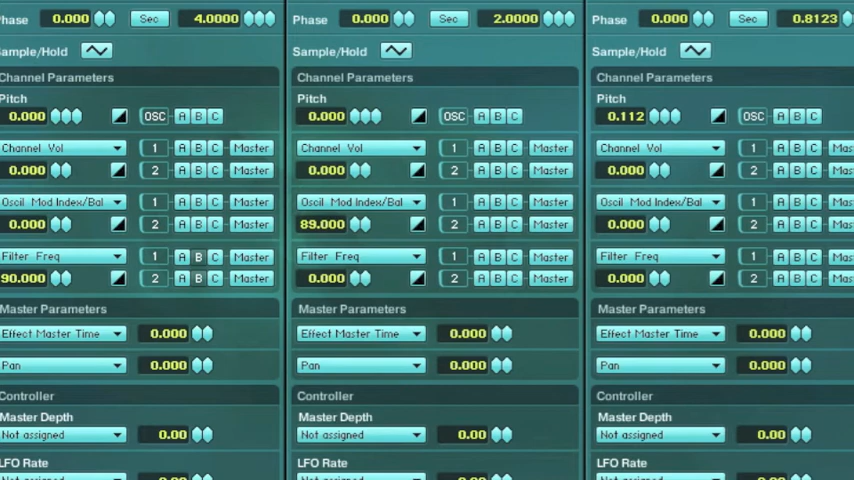 Phase 0.000 Sec 4.0000 Phase 0.000 Sec 2.0000 Phase 0.000 Sec 0.8123
Sample/Hold Sample/Hold Sample/Hold
Channel Parameters Channel Parameters Channel Parameters
Pitch Pitch Pitch
0.000 OSC A B C 0.000 OSC A B C 0.112 OSC A B C
Channel Vol 1 A B C Master Channel Vol 1 A B C Master Channel Vol 1 A B C Mas
0.000 2 A B C Master 0.000 2 A B C Master 0.000 2 A B C Mas
Oscil Mod Index/Bal 1 A B C Master Oscil Mod Index/Bal 1 A B C Master Oscil Mod Index/Bal 1 A B C Mas
0.000 2 A B C Master 89.000 2 A B C Master 0.000 2 A B C Mas
Filter Freq 1 A B C Master Filter Freq 1 A B C Master Filter Freq 1 A B C Mas
90.000 2 A B C Master 0.000 2 A B C Master 0.000 2 A B C Mas
Master Parameters Master Parameters Master Parameters
Effect Master Time 0.000 Effect Master Time 0.000 Effect Master Time 0.000
Pan 0.000 Pan 0.000 Pan 0.000
Controller Controller Controller
Master Depth Master Depth Master Depth
Not assigned 0.00 Not assigned 0.00 Not assigned 0.00
LFO Rate LFO Rate LFO Rate